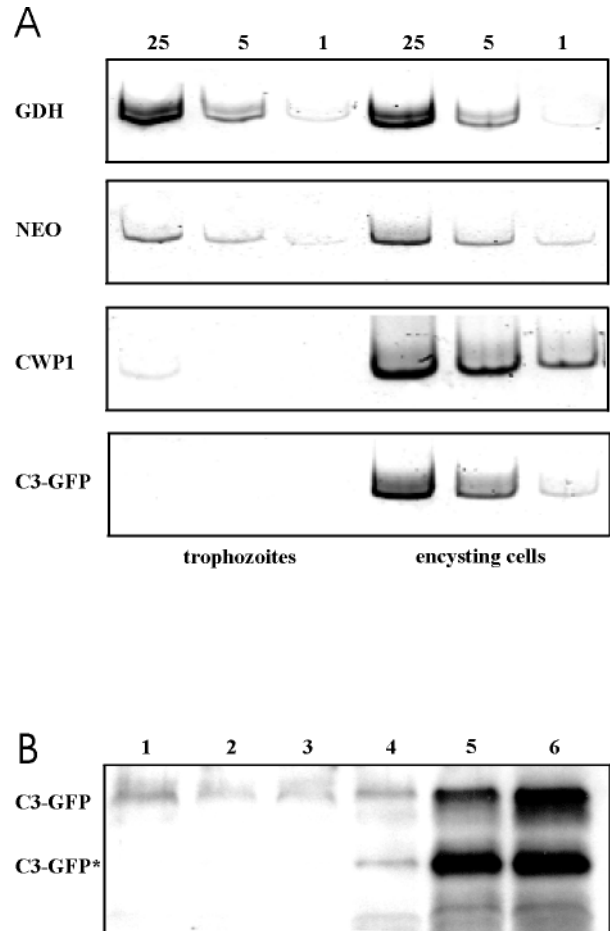 A
25 5 1 25 5 1
GDH
NEO
CWP1
C3-GFP
trophozoites encysting cells
B
1 2 3 4 5 6
C3-GFP
C3-GFP*